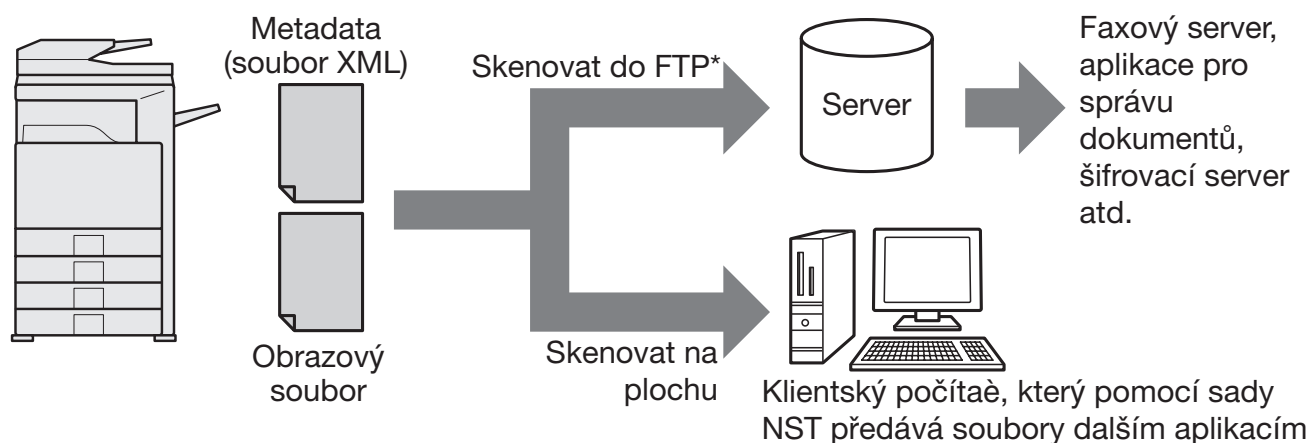 Metadata
(soubor XML)
Obrazový
soubor
Skenovat do FTP*
Skenovat na
plochu
Server
Faxový server,
aplikace pro
správu
dokumentů,
šifrovací server
atd.
Klientský počítaè, který pomocí sady
NST předává soubory dalším aplikacím